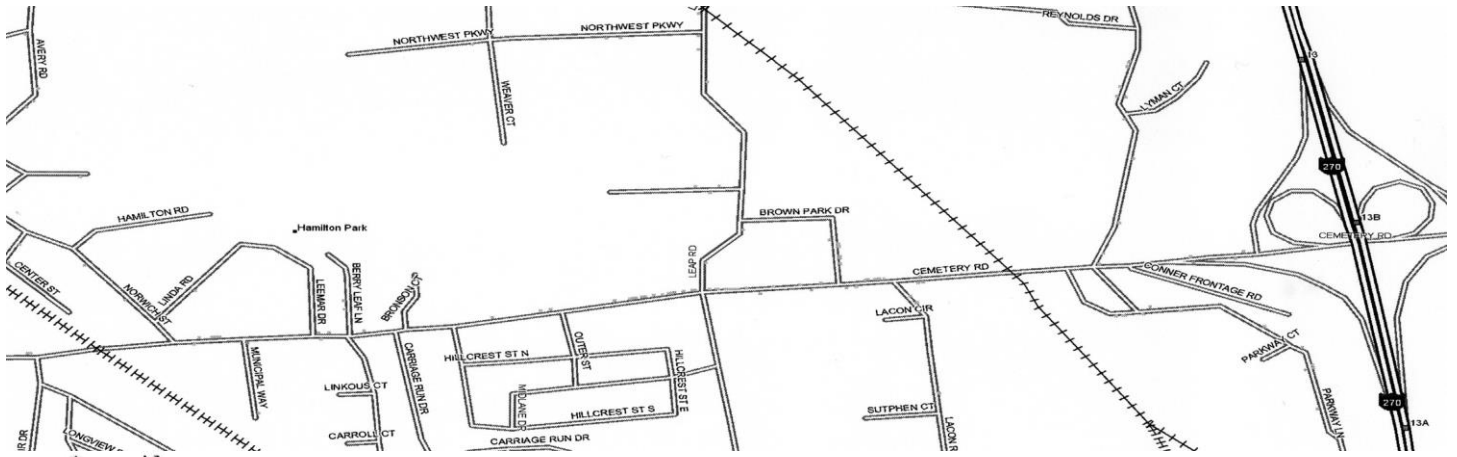 REYNOLDS DR
NORTHWEST PKWY
NORTHWEST PKWY
AVERY RD
13
WEAVER CT
LYMAN CT
270
HAMILTON RD
BROWN PARK DR
13B
Hamilton Park
CEMETERY RD
LEAP RD
CENTER ST
NORWICH ST
LINDA RD
LEEMAR DR
BERRY LEAF LN
BRONSON
CEMETERY RD
CONNER FRONTAGE RD
LACON CIR
MUNICIPAL WAY
CARRIAGE RUN DR
HILLCREST ST N
OUTER ST
HILLCREST ST E
PARKWAY CT
LINKOUS CT
MIDLANE DR
HILLCREST ST S
SUTPHEN CT
PARKWAY LN
270
13A
IR DR
LONGVIEW
CARROLL CT
CARRIAGE RUN DR
LACON